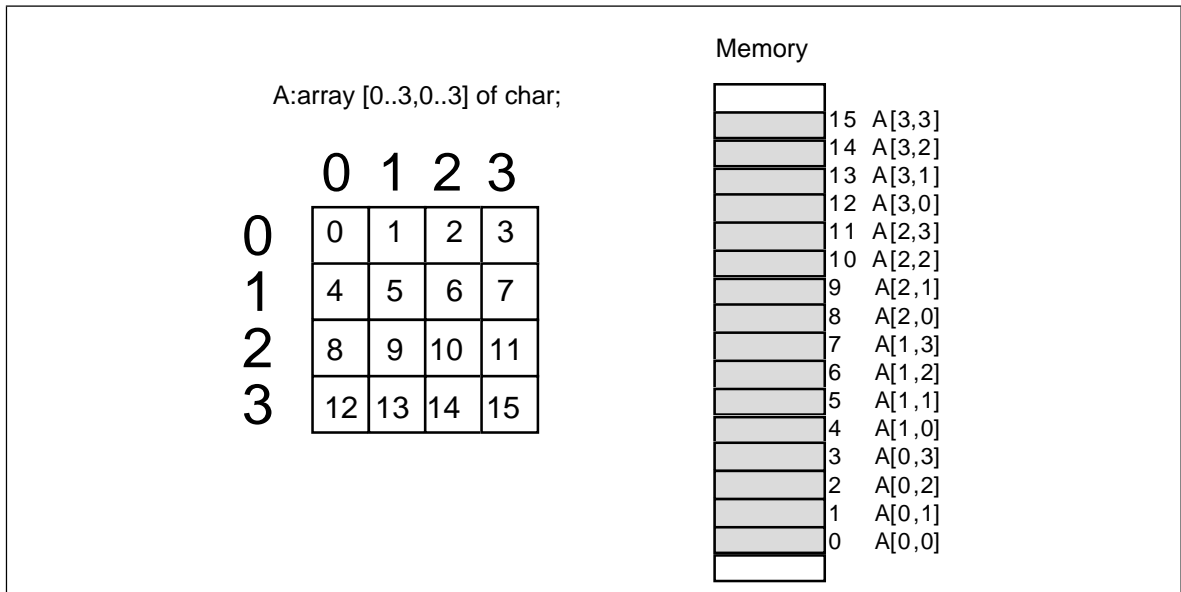 A:array [0..3,0..3] of char;
0 1 2 3
0 0 1 2 3
1 4 5 6 7
2 8 9 10 11
3 12 13 14 15
Memory
15 A[3,3]
14 A[3,2]
13 A[3,1]
12 A[3,0]
11 A[2,3]
10 A[2,2]
9 A[2,1]
8 A[2,0]
7 A[1,3]
6 A[1,2]
5 A[1,1]
4 A[1,0]
3 A[0,3]
2 A[0,2]
1 A[0,1]
0 A[0,0]